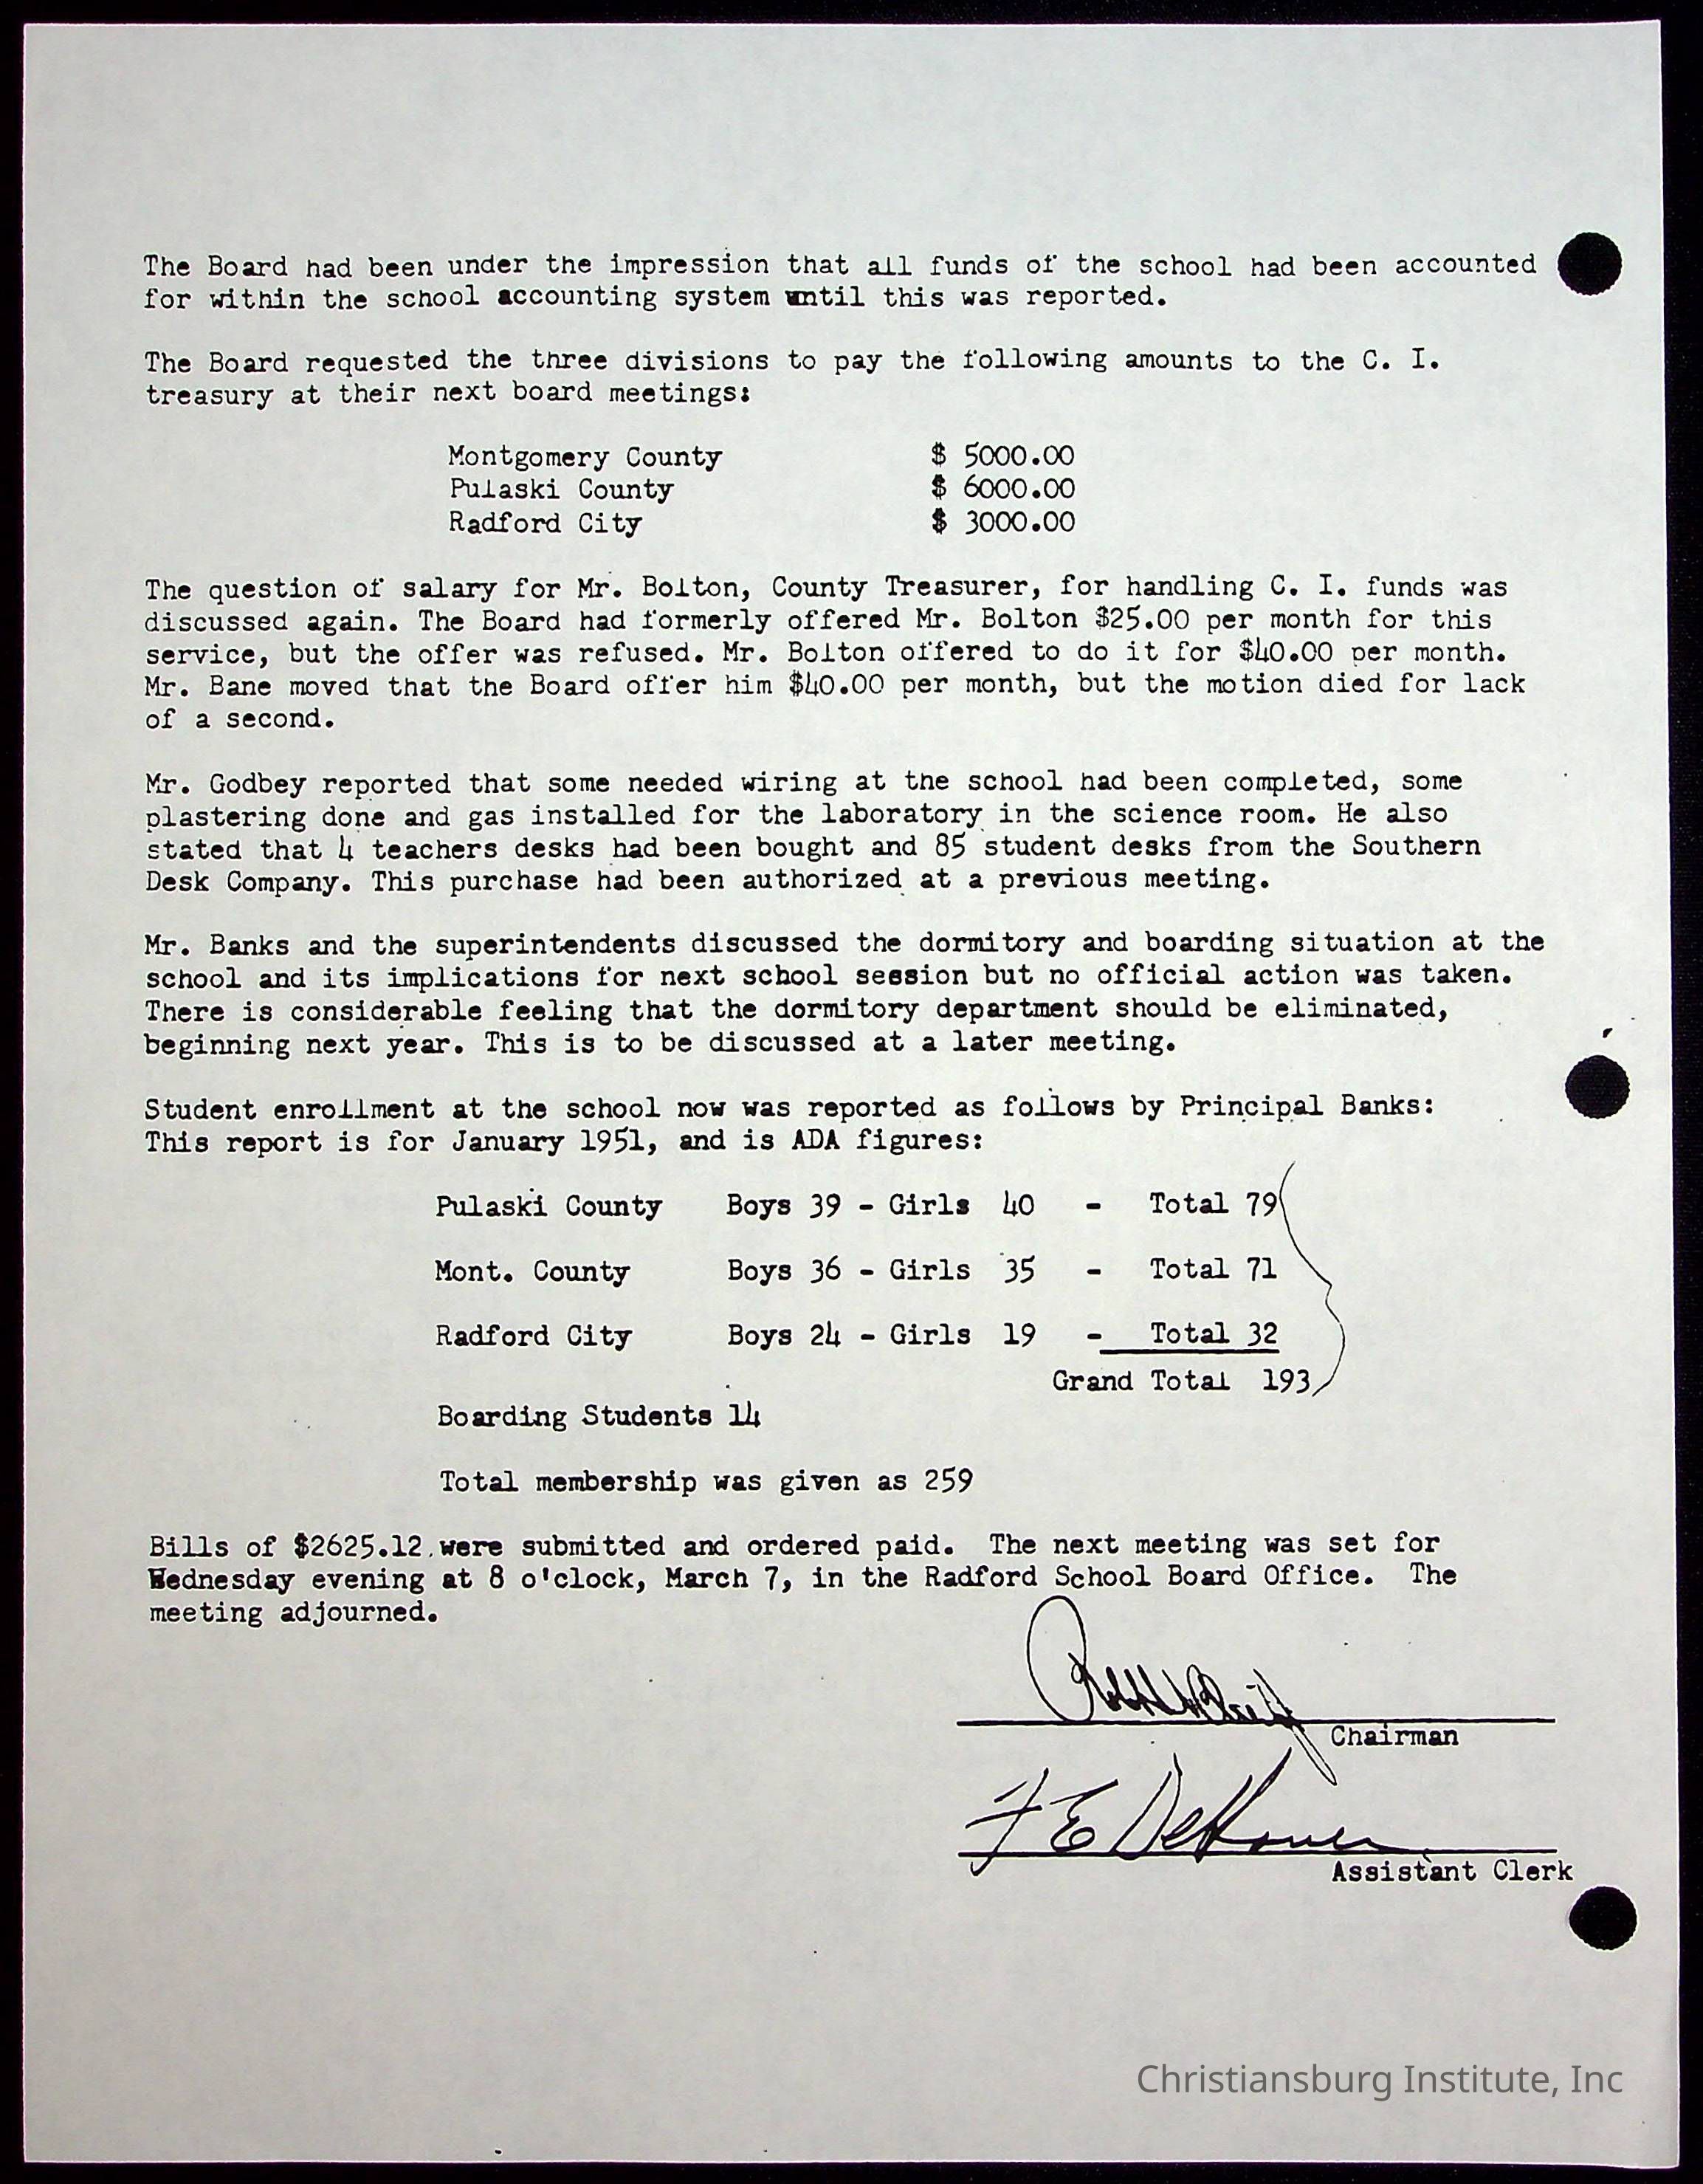 The Board had been under the impression that all funds of the school had been accounted
for within the school accounting system until this was reported.
The Board requested the three divisions to pay the following amounts to the C. I.
treasury at their next board meetings:
Montgomery County $ 5000.00
Pulaski County $ 6000.00
Radford City $ 3000.00
The question of salary for Mr. Bolton, County Treasurer, for handling C. I. funds was
discussed again. The Board had formerly offered Mr. Bolton $25.00 per month for this
service, but the offer was refused. Mr. Bolton offered to do it for $40.00 per month.
Mr. Bane moved that the Board offer him $40.00 per month, but the motion died for lack
of a second.
Mr. Godbey reported that some needed wiring at the school had been completed, some
plastering done and gas installed for the laboratory in the science room. He also
stated that 4 teachers desks had been bought and 85 student desks from the Southern
Desk Company. This purchase had been authorized at a previous meeting.
Mr. Banks and the superintendents discussed the dormitory and boarding situation at the
school and its implications for next school session but no official action was taken.
There is considerable feeling that the dormitory department should be eliminated,
beginning next year. This is to be discussed at a later meeting.
Student enrollment at the school now was reported as follows by Principal Banks:
This report is for January 1951, and is ADA figures:
Pulaski County Boys 39 - Girls 40 - Total 79
Mont. County Boys 36 - Girls 35 - Total 71
Radford City Boys 24 - Girls 19 - Total 32
Grand Total 193
Boarding Students 14
Total membership was given as 259
Bills of $2625.12 were submitted and ordered paid. The next meeting was set for
Wednesday evening at 8 o'clock, March 7, in the Radford School Board Office. The
meeting adjourned.
Chairman
F E DeHaven
Assistant Clerk
Christiansburg Institute, Inc